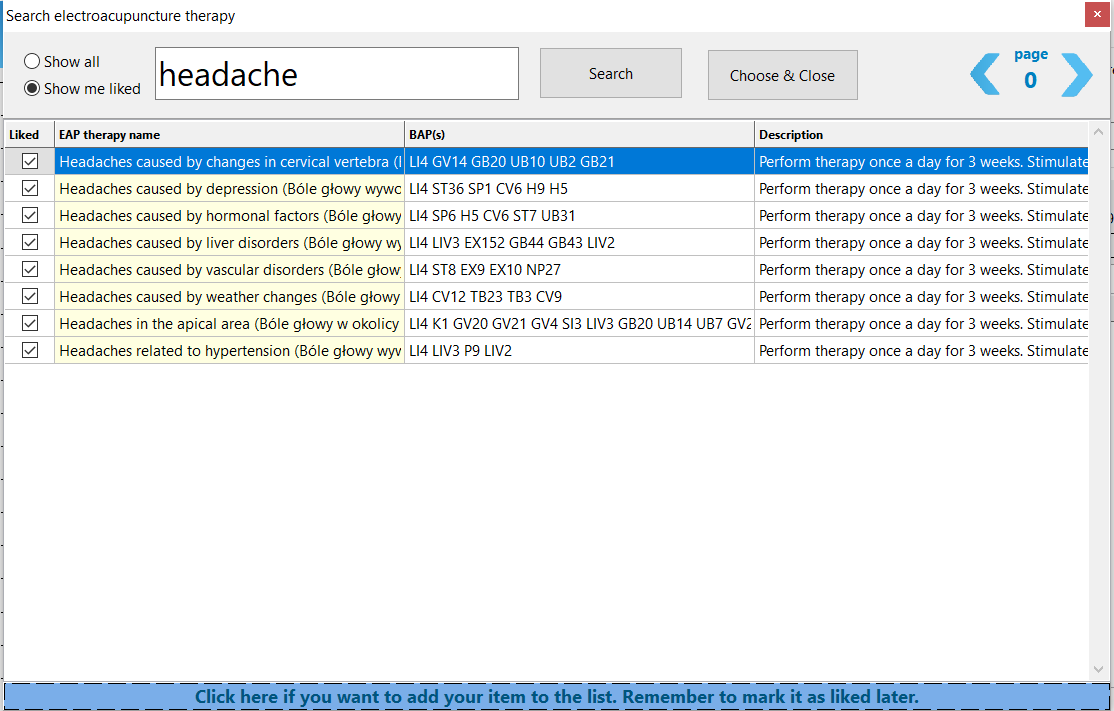 Search electroacupuncture therapy
Show all
Show me liked
headache
Search
Choose & Close
page
0
Liked EAP therapy name BAP(s) Description
Headaches caused by changes in cervical vertebra ( LI4 GV14 GB20 UB10 UB2 GB21 Perform therapy once a day for 3 weeks. Stimulate
Headaches caused by depression (Bóle głowy wywo LI4 ST36 SP1 CV6 H9 H5 Perform therapy once a day for 3 weeks. Stimulate
Headaches caused by hormonal factors (Bóle głowy LI4 SP6 H5 CV6 ST7 UB31 Perform therapy once a day for 3 weeks. Stimulate
Headaches caused by liver disorders (Bóle głowy wy LI4 LIV3 EX152 GB44 GB43 LIV2 Perform therapy once a day for 3 weeks. Stimulate
Headaches caused by vascular disorders (Bóle głowy LI4 ST8 EX9 EX10 NP27 Perform therapy once a day for 3 weeks. Stimulate
Headaches caused by weather changes (Bóle głowy LI4 CV12 TB23 TB3 CV9 Perform therapy once a day for 3 weeks. Stimulate
Headaches in the apical area (Bóle głowy w okolicy LI4 K1 GV20 GV21 GV4 SI3 LIV3 GB20 UB14 UB7 GV2 Perform therapy once a day for 3 weeks. Stimulate
Headaches related to hypertension (Bóle głowy wyw LI4 LIV3 P9 LIV2 Perform therapy once a day for 3 weeks. Stimulate
Click here if you want to add your item to the list. Remember to mark it as liked later.